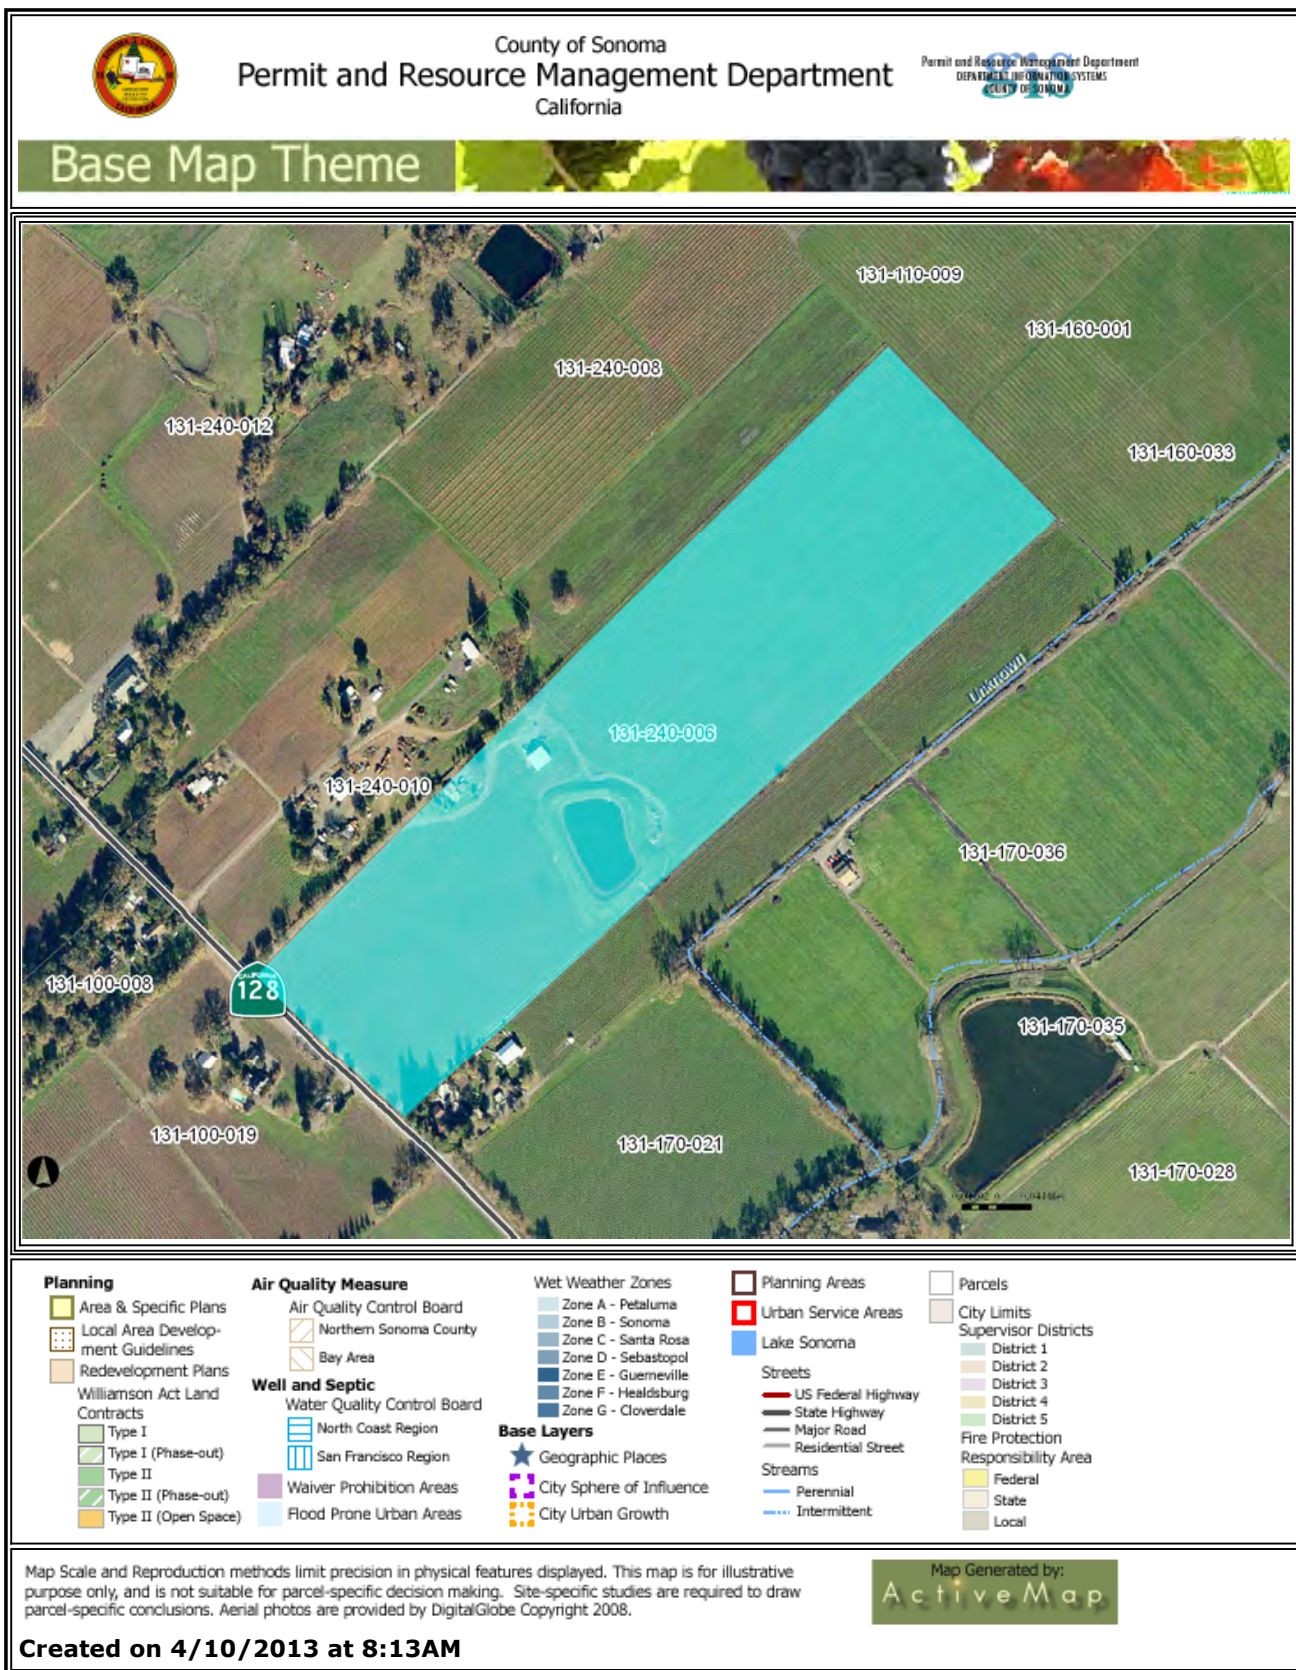 County of Sonoma
Permit and Resource Management Department
California
Permit and Resource Management Department
DEPARTMENT INFORMATION SYSTEMS
COUNTY OF SONOMA
Base Map Theme
131-110-009
131-160-001
131-240-008
131-240-012
131-160-033
Unknown
131-240-006
131-240-010
131-170-036
131-100-008
CALIFORNIA
128
131-170-035
131-100-019
131-170-021
131-170-028
Planning
Area & Specific Plans
Local Area Develop-
ment Guidelines
Redevelopment Plans
Williamson Act Land
Contracts
Type I
Type I (Phase-out)
Type II
Type II (Phase-out)
Type II (Open Space)
Air Quality Measure
Air Quality Control Board
Northern Sonoma County
Bay Area
Well and Septic
Water Quality Control Board
North Coast Region
San Francisco Region
Waiver Prohibition Areas
Flood Prone Urban Areas
Wet Weather Zones
Zone A - Petaluma
Zone B - Sonoma
Zone C - Santa Rosa
Zone D - Sebastopol
Zone E - Guerneville
Zone F - Healdsburg
Zone G - Cloverdale
Base Layers
Geographic Places
City Sphere of Influence
City Urban Growth
Planning Areas
Urban Service Areas
Lake Sonoma
Streets
US Federal Highway
State Highway
Major Road
Residential Street
Streams
Perennial
Intermittent
Parcels
City Limits
Supervisor Districts
District 1
District 2
District 3
District 4
District 5
Fire Protection
Responsibility Area
Federal
State
Local
Map Scale and Reproduction methods limit precision in physical features displayed. This map is for illustrative
purpose only, and is not suitable for parcel-specific decision making. Site-specific studies are required to draw
parcel-specific conclusions. Aerial photos are provided by DigitalGlobe Copyright 2008.
Map Generated by:
ActiveMap
Created on 4/10/2013 at 8:13AM